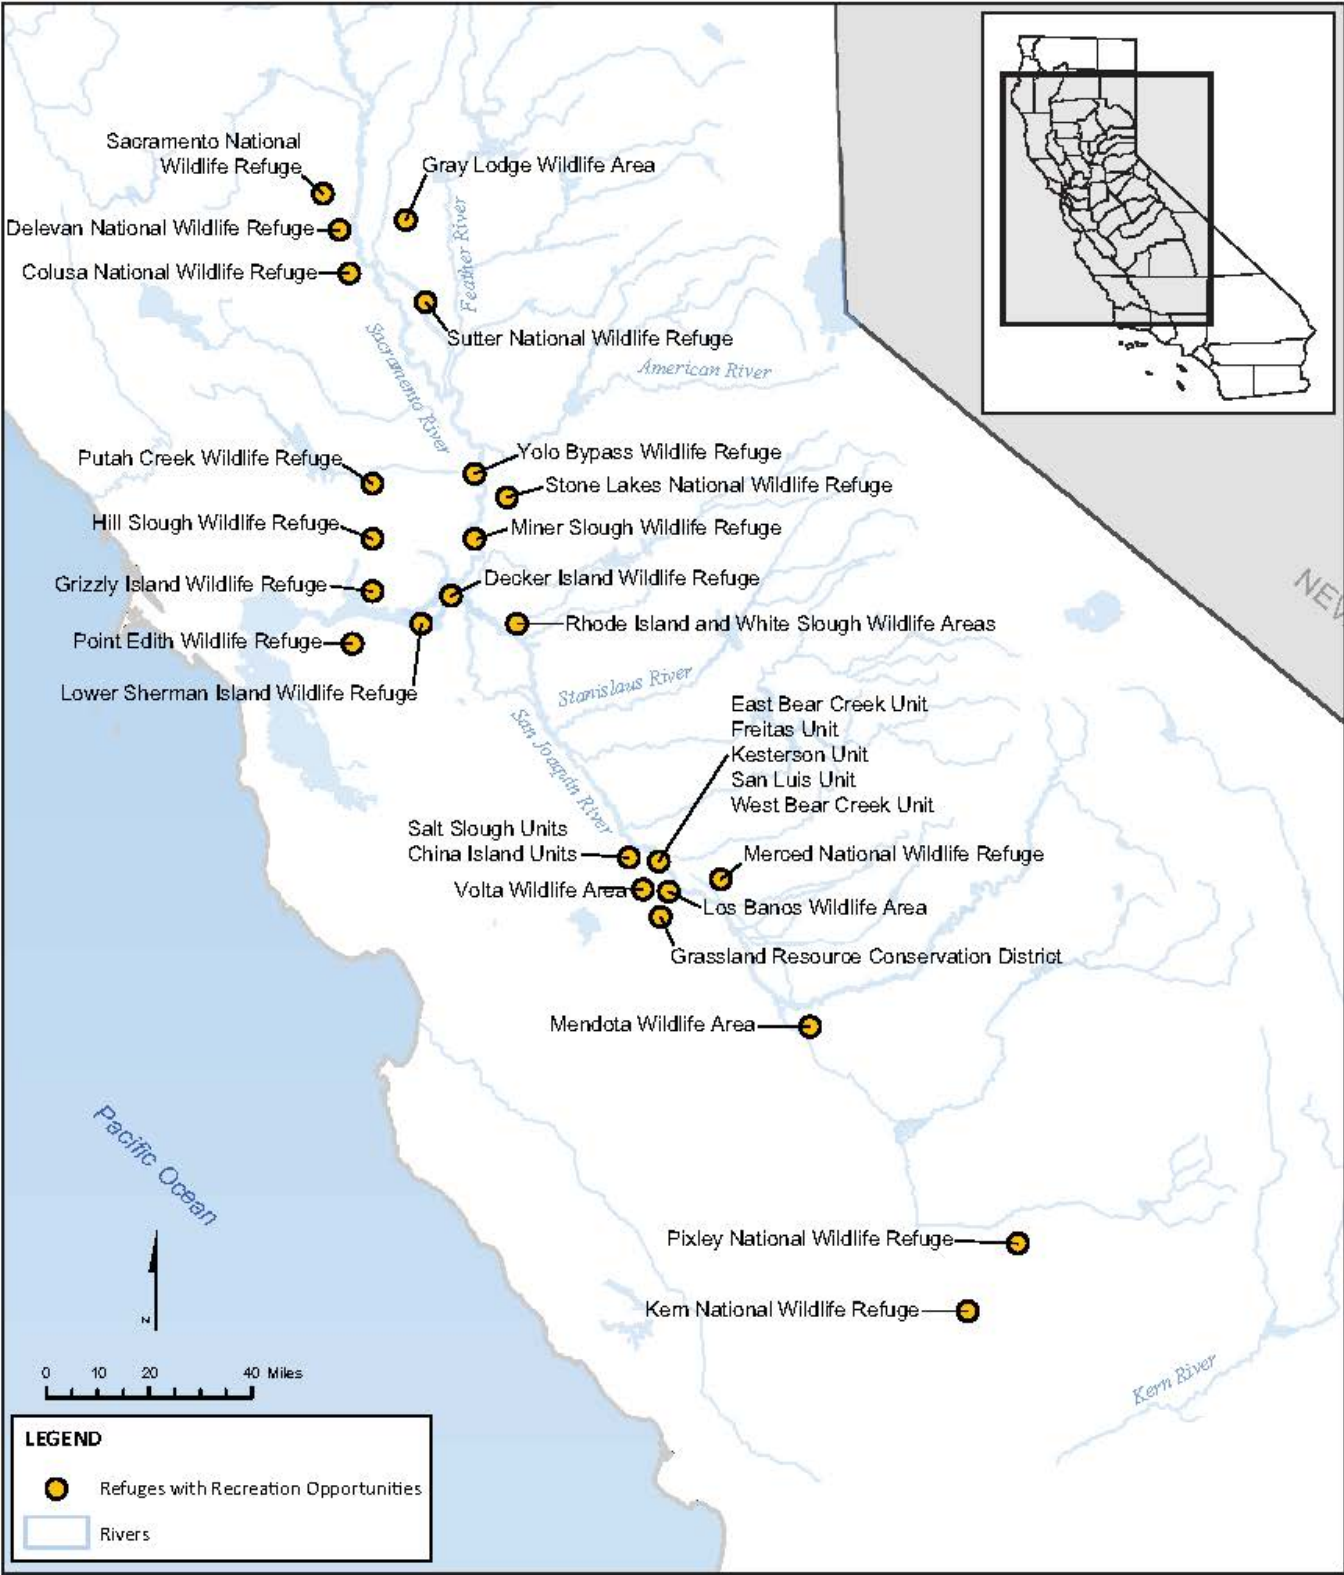 Sacramento National
Wildlife Refuge
Gray Lodge Wildlife Area
Delevan National Wildlife Refuge
Colusa National Wildlife Refuge
Feather River
Sutter National Wildlife Refuge
Sacramento River
American River
Putah Creek Wildlife Refuge
Yolo Bypass Wildlife Refuge
Stone Lakes National Wildlife Refuge
Hill Slough Wildlife Refuge
Miner Slough Wildlife Refuge
Grizzly Island Wildlife Refuge
Decker Island Wildlife Refuge
Rhode Island and White Slough Wildlife Areas
Point Edith Wildlife Refuge
Lower Sherman Island Wildlife Refuge
NEV
Stanislaus River
San Joaquin River
East Bear Creek Unit
Freitas Unit
Kesterson Unit
San Luis Unit
West Bear Creek Unit
Salt Slough Units
China Island Units
Merced National Wildlife Refuge
Volta Wildlife Area
Los Banos Wildlife Area
Grassland Resource Conservation District
Mendota Wildlife Area
Pacific Ocean
Pixley National Wildlife Refuge
Kern National Wildlife Refuge
Kern River
N
0 10 20 40 Miles
LEGEND
Refuges with Recreation Opportunities
Rivers